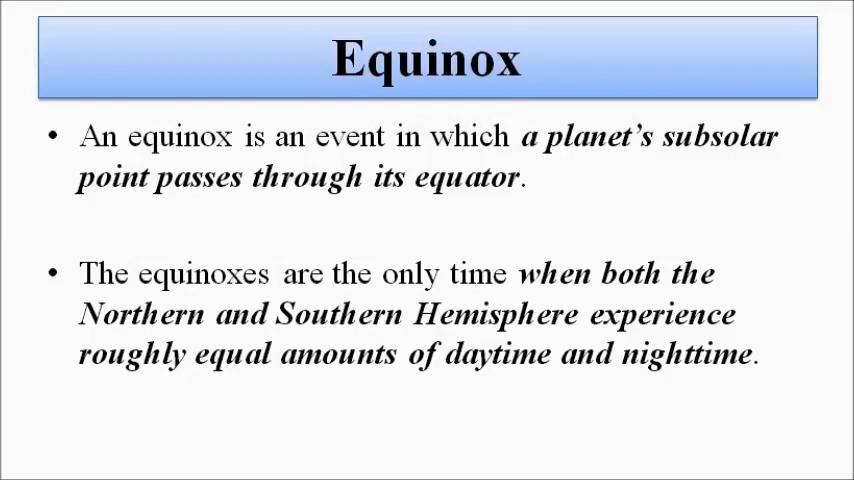 Equinox
• An equinox is an event in which a planet's subsolar
point passes through its equator.
• The equinoxes are the only time when both the
Northern and Southern Hemisphere experience
roughly equal amounts of daytime and nighttime.